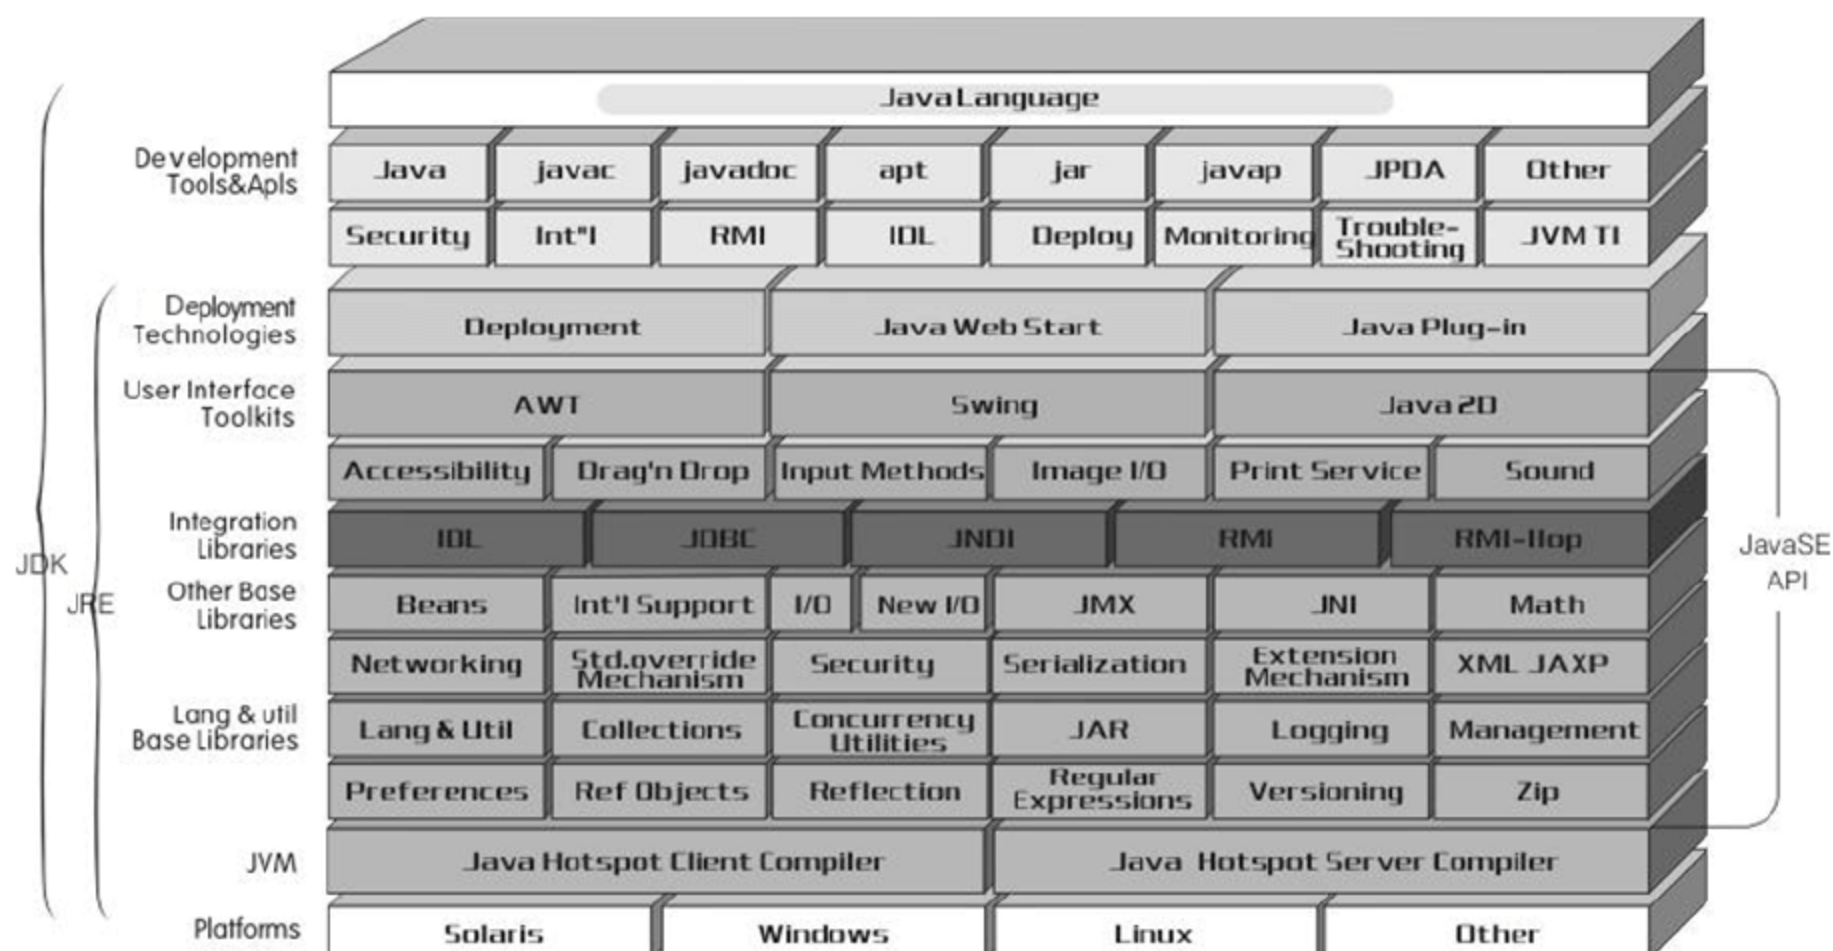 Java Language
Development
Tools&Apls
Java javac javadoc apt jar javap JPDA Other
Security Int"l RMI IDL Deploy Monitoring Trouble-
Shooting JVM TI
Deployment
Technologies
Deployment Java Web Start Java Plug-in
User Interface
Toolkits
AWT Swing Java 2D
Accessibility Drag'n Drop Input Methods Image I/O Print Service Sound
Integration
Libraries
IDL JDBC JNDI RMI RMI-IIop
JDK
JRE
JavaSE
API
Other Base
Libraries
Beans Int'l Support I/O New I/O JMX JNI Math
Networking Std.override
Mechanism Security Serialization Extension
Mechanism XML JAXP
Lang & util
Base Libraries
Lang & Util Collections Concurrency
Utilities JAR Logging Management
Preferences Ref Objects Reflection Regular
Expressions Versioning Zip
JVM
Java Hotspot Client Compiler Java Hotspot Server Compiler
Platforms
Solaris Windows Linux Other